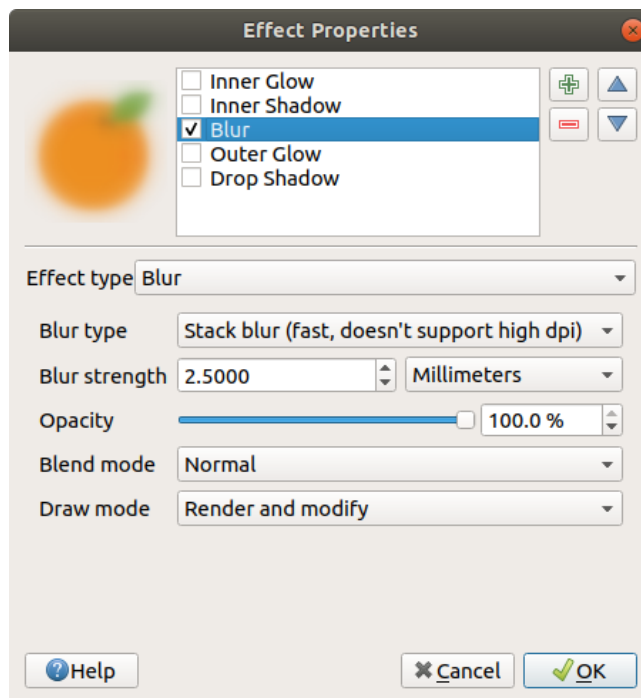 Effect Properties
Inner Glow
Inner Shadow
Blur
Outer Glow
Drop Shadow
Effect type Blur
Blur type Stack blur (fast, doesn't support high dpi)
Blur strength 2.5000 Millimeters
Opacity 100.0 %
Blend mode Normal
Draw mode Render and modify
Help Cancel OK